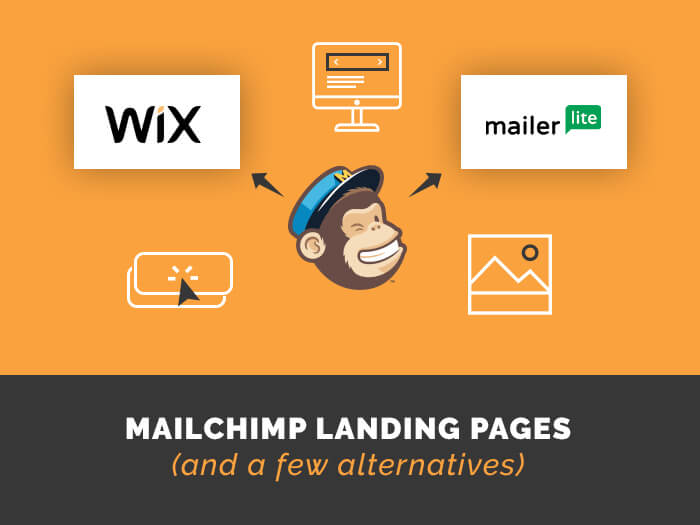 WiX
mailer lite
M
MAILCHIMP LANDING PAGES
(and a few alternatives)